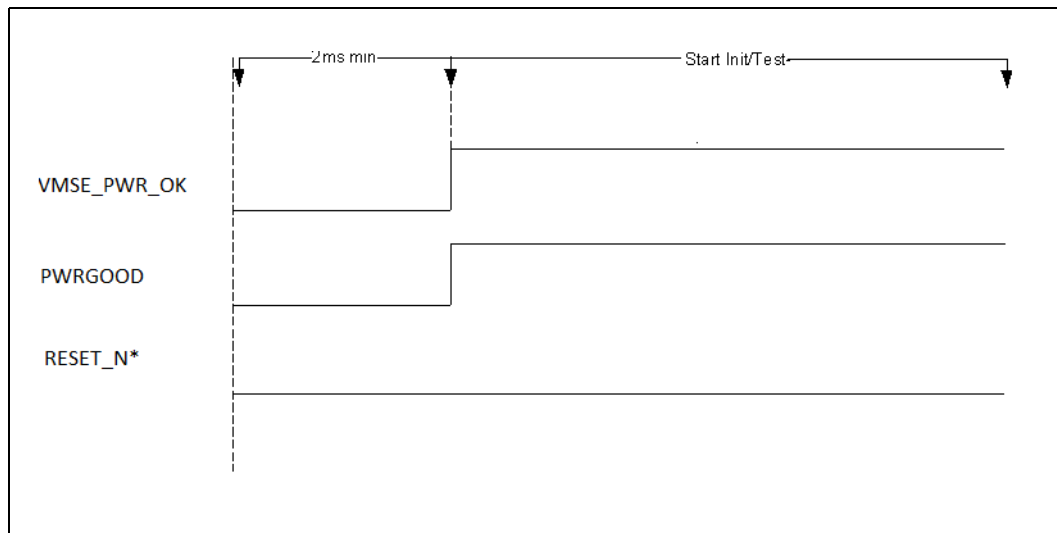 2ms min
Start Init/Test
VMSE_PWR_OK
PWRGOOD
RESET_N*